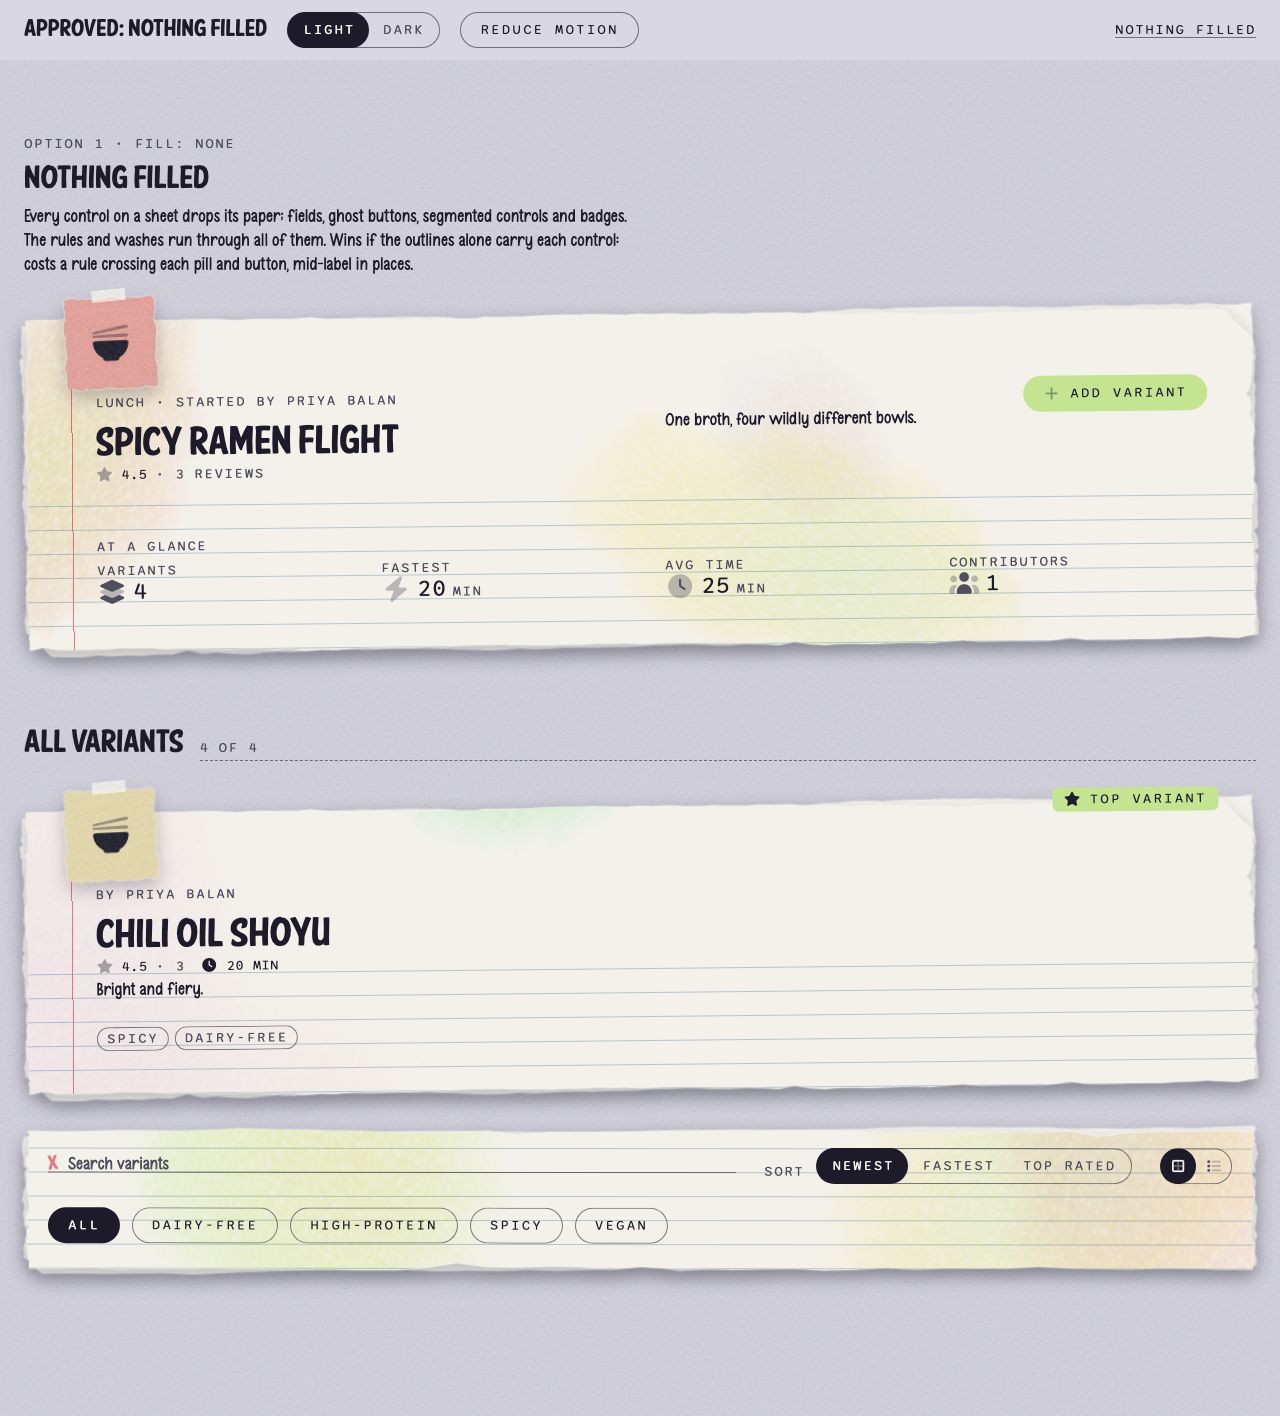 APPROVED: NOTHING FILLED LIGHT DARK REDUCE MOTION NOTHING FILLED
OPTION 1 · FILL: NONE
NOTHING FILLED
Every control on a sheet drops its paper: fields, ghost buttons, segmented controls and badges.
The rules and washes run through all of them. Wins if the outlines alone carry each control:
costs a rule crossing each pill and button, mid-label in places.
LUNCH · STARTED BY PRIYA BALAN
SPICY RAMEN FLIGHT
4.5 · 3 REVIEWS
One broth, four wildly different bowls.
+ ADD VARIANT
AT A GLANCE
VARIANTS
4
FASTEST
20 MIN
AVG TIME
25 MIN
CONTRIBUTORS
1
ALL VARIANTS 4 OF 4
TOP VARIANT
BY PRIYA BALAN
CHILI OIL SHOYU
4.5 · 3 20 MIN
Bright and fiery.
SPICY DAIRY-FREE
X Search variants SORT NEWEST FASTEST TOP RATED
ALL DAIRY-FREE HIGH-PROTEIN SPICY VEGAN